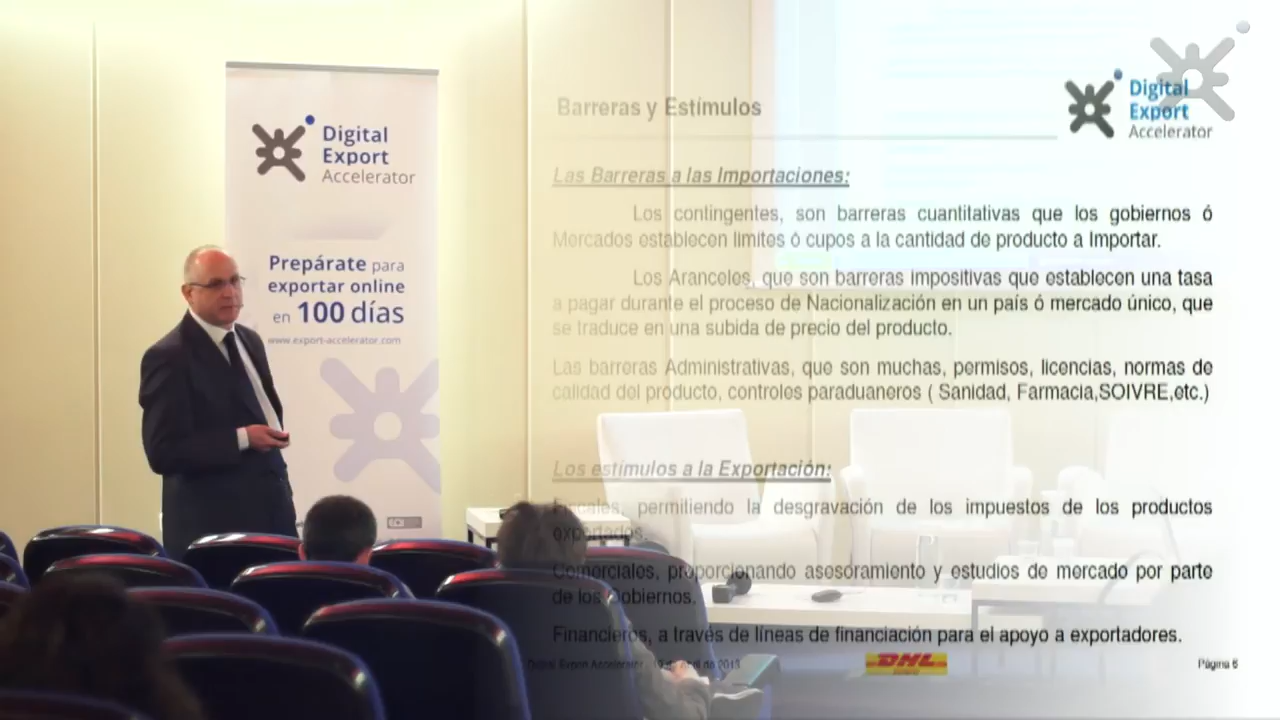 Digital
Export
Accelerator
Prepárate para
exportar online
en 100 días
www.export-accelerator.com
Barreras y Estímulos
Digital
Export
Accelerator
Las Barreras a las Importaciones:
Los contingentes, son barreras cuantitativas que los gobiernos ó
Mercados establecen limites ó cupos a la cantidad de producto a Importar.
Los Aranceles, que son barreras impositivas que establecen una tasa
a pagar durante el proceso de Nacionalización en un país ó mercado único, que
se traduce en una subida de precio del producto.
Las barreras Administrativas, que son muchas, permisos, licencias, normas de
calidad del producto, controles paraduaneros ( Sanidad, Farmacia,SOIVRE,etc.)
Los estímulos a la Exportación:
Fiscales, permitiendo la desgravación de los impuestos de los productos
exportados.
Comerciales, proporcionando asesoramiento y estudios de mercado por parte
de los Gobiernos.
Financieros, a través de líneas de financiación para el apoyo a exportadores.
Digital Export Accelerator
DHL
Página 6